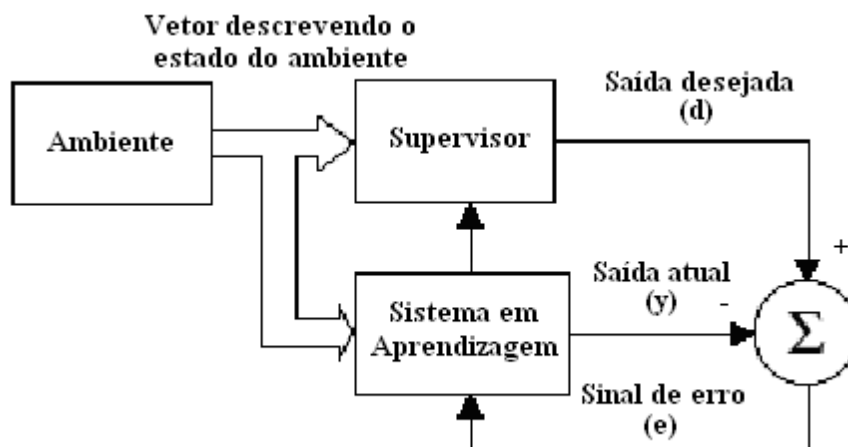 Vetor descrevendo o
estado do ambiente
Ambiente
Supervisor
Saída desejada
(d)
+
Sistema em
Aprendizagem
Saída atual
(y)
-
Σ
Sinal de erro
(e)